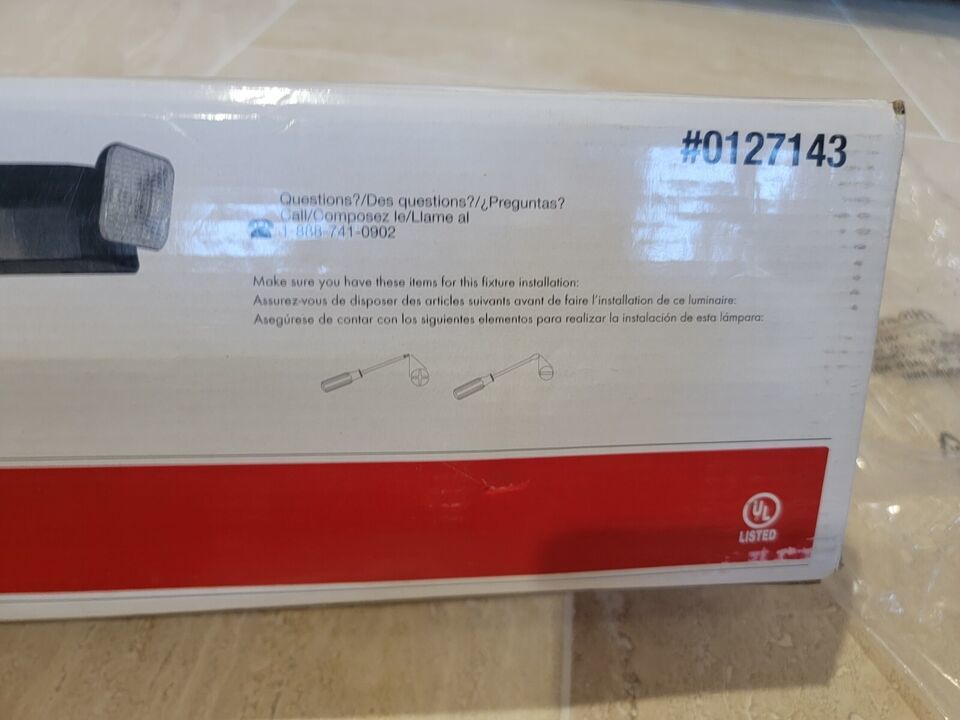 #0127143
Questions?/Des questions?/¿Preguntas?
Call/Composez le/Llame al
1-888-741-0902
Make sure you have these items for this fixture installation:
Assurez-vous de disposer des articles suivants avant de faire l'installation de ce luminaire:
Asegúrese de contar con los siguientes elementos para realizar la instalación de esta lámpara:
UL
LISTED